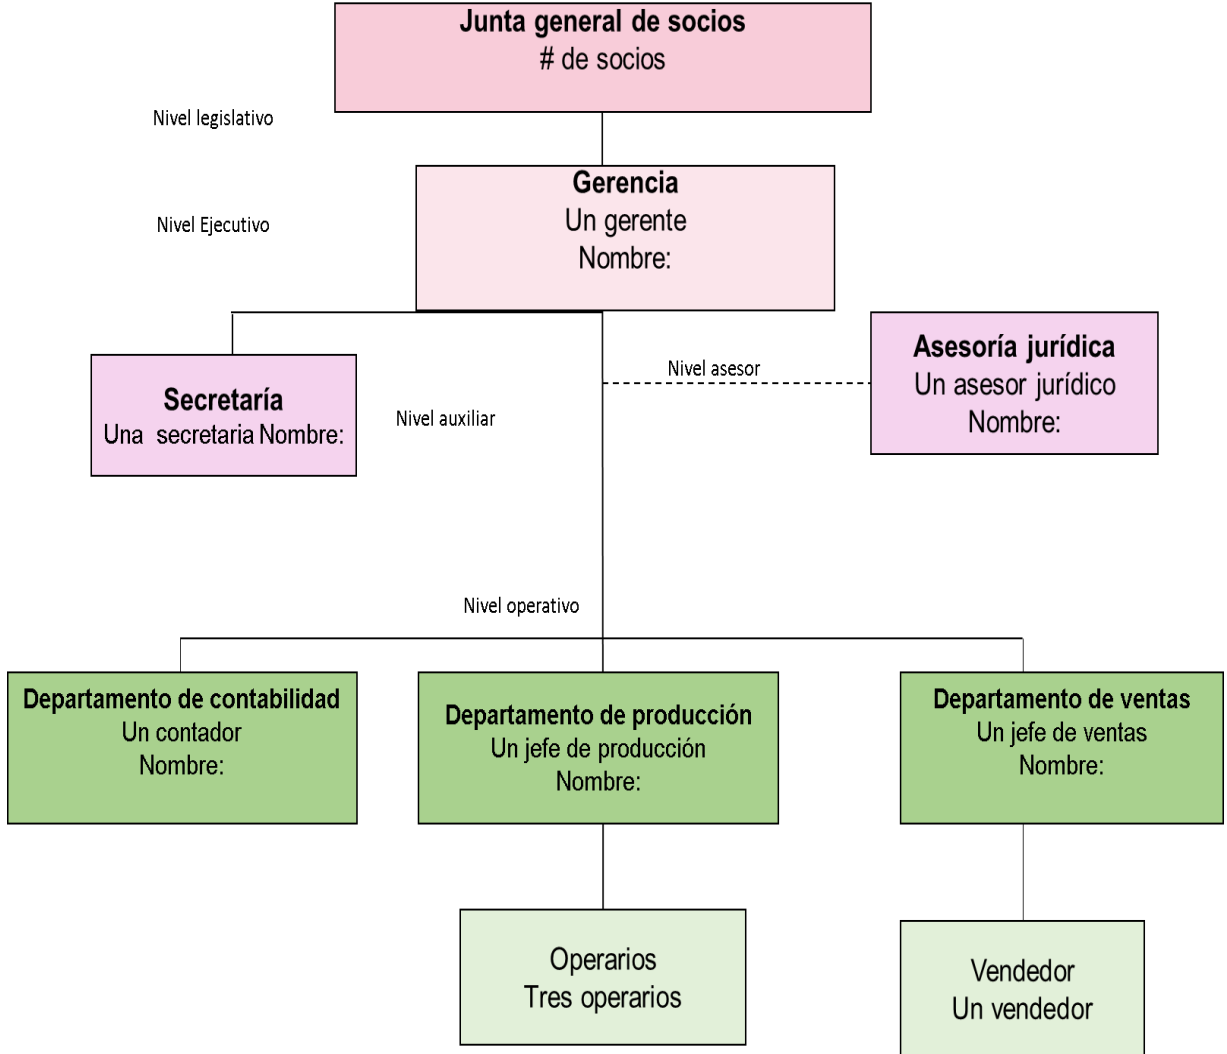 Junta general de socios
# de socios
Nivel legislativo
Gerencia
Un gerente
Nombre:
Nivel Ejecutivo
Secretaría
Una secretaria Nombre:
Nivel auxiliar
Nivel asesor
Asesoría jurídica
Un asesor jurídico
Nombre:
Nivel operativo
Departamento de contabilidad
Un contador
Nombre:
Departamento de producción
Un jefe de producción
Nombre:
Departamento de ventas
Un jefe de ventas
Nombre:
Operarios
Tres operarios
Vendedor
Un vendedor